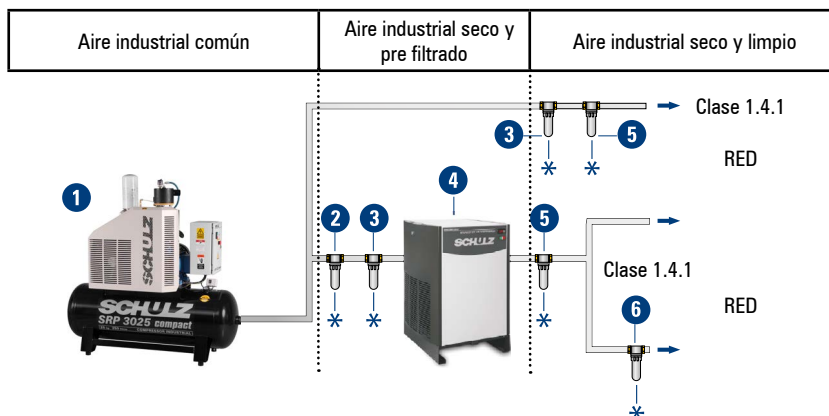 Aire industrial común
Aire industrial seco y
pre filtrado
Aire industrial seco y limpio
3
5
Clase 1.4.1
RED
1
SCHULZ
SCHULZ
SRP 3025 compact
2
3
4
SCHULZ
5
Clase 1.4.1
6
RED